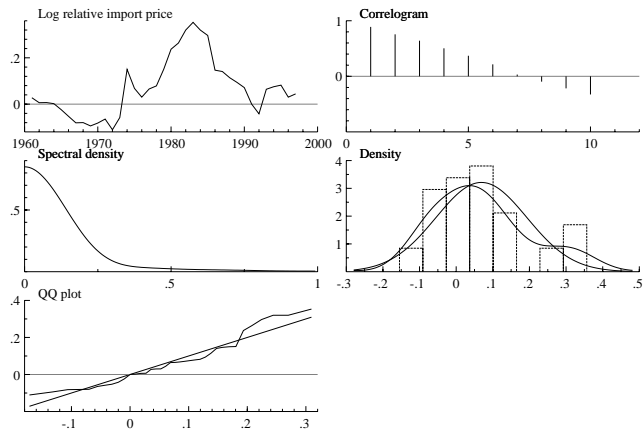 Log relative import price
.2
0
1960 1970 1980 1990 2000
Correlogram
1
0
5 10
Spectral density
.5
0 .5 1
Density
4
3
2
1
-.3 -.2 -.1 0 .1 .2 .3 .4 .5
QQ plot
.4
.2
0
-.1 0 .1 .2 .3